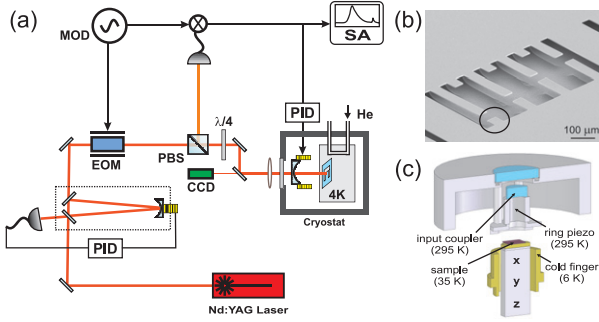 (a)
MOD
SA
PID
He
λ/4
EOM
PBS
CCD
4K
Cryostat
PID
Nd:YAG Laser
(b)
100 μm
(c)
input coupler
(295 K)
ring piezo
(295 K)
sample
(35 K)
cold finger
(6 K)
x
y
z